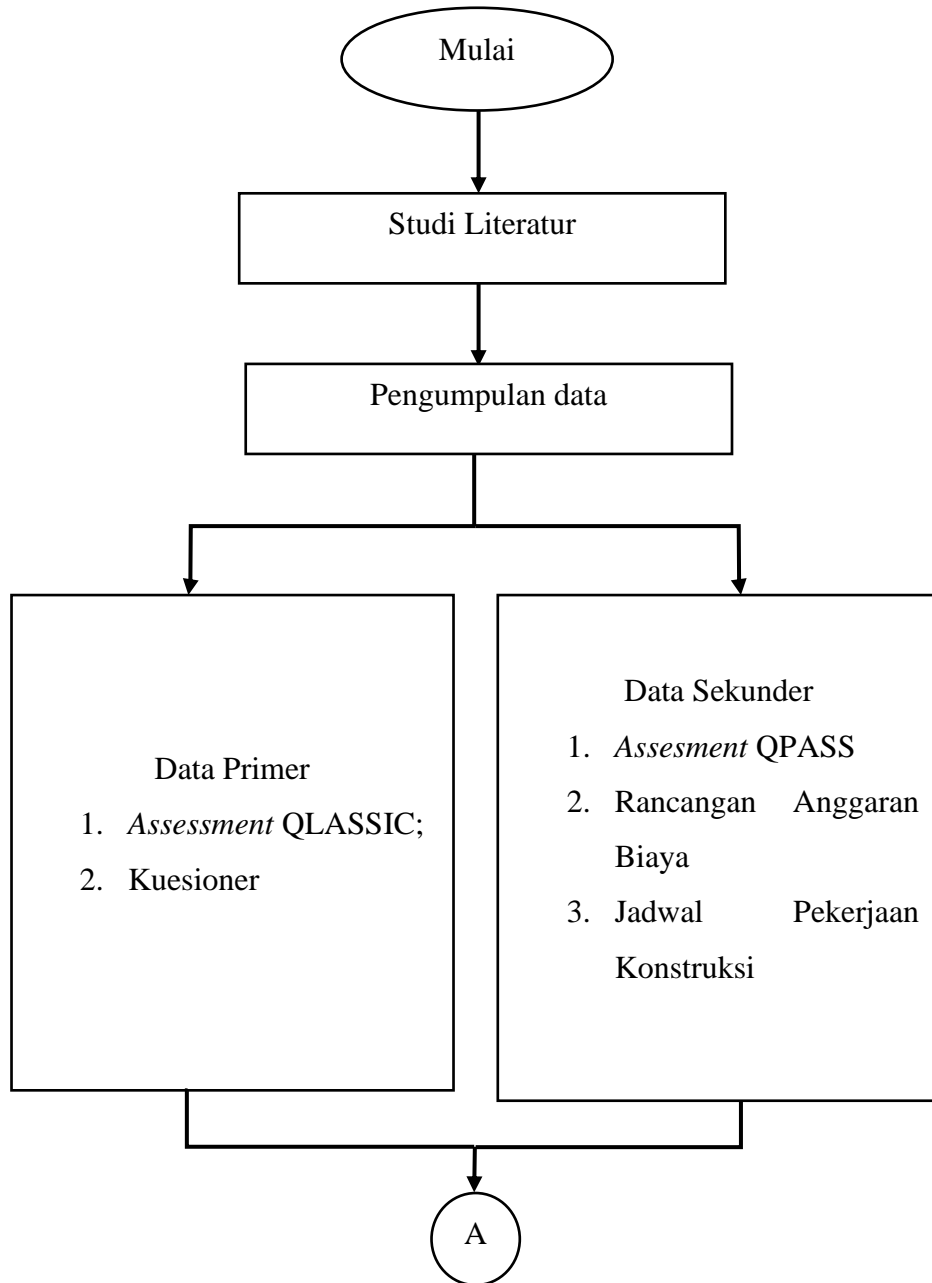 Mulai
Studi Literatur
Pengumpulan data
Data Primer
1. Assessment QLASSIC;
2. Kuesioner
Data Sekunder
1. Assesment QPASS
2. Rancangan Anggaran
Biaya
3. Jadwal Pekerjaan
Konstruksi
A